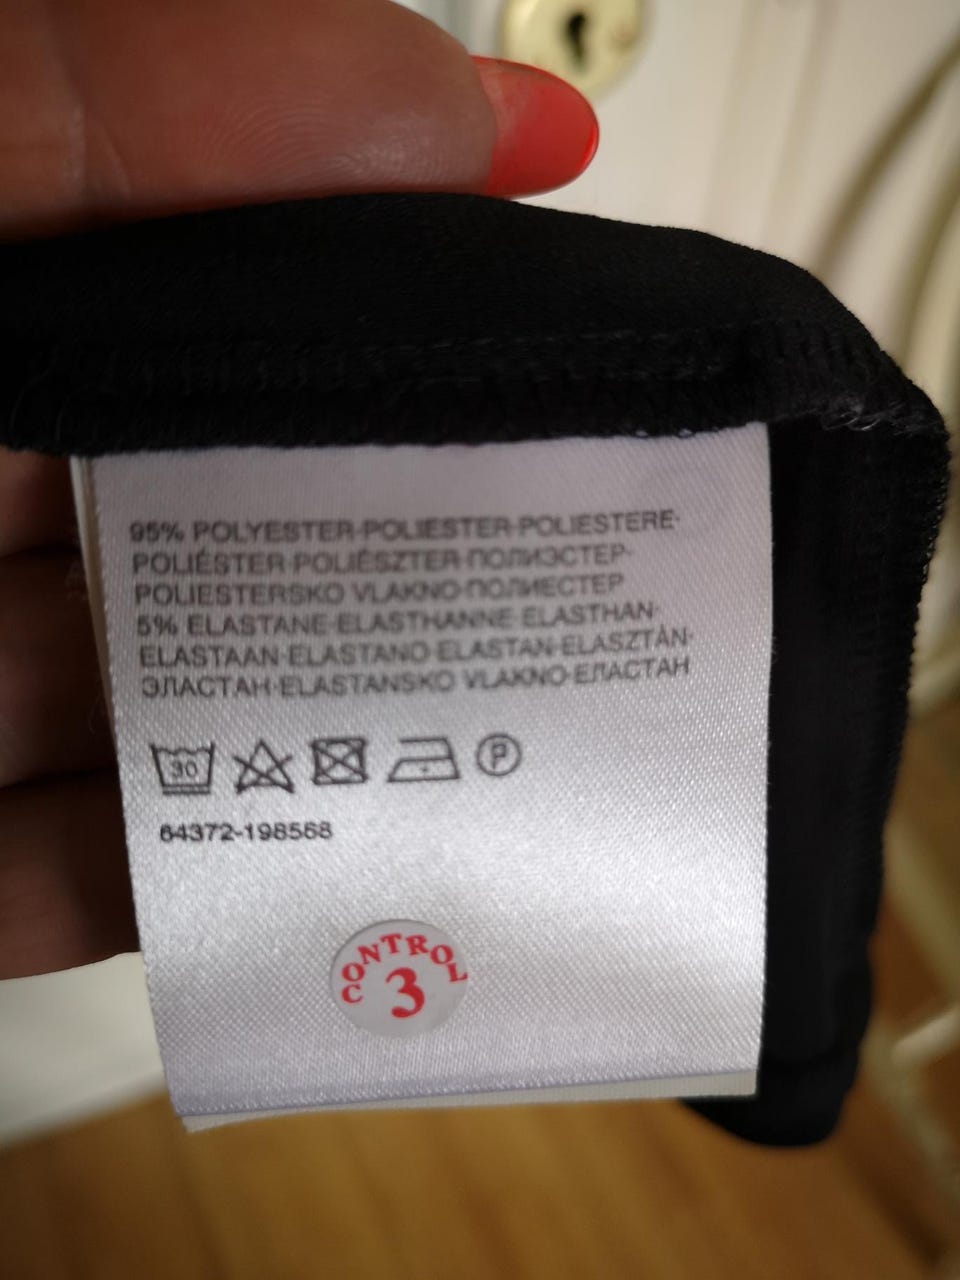 95% POLYESTER·POLIESTER·POLIESTERE·
POLIÉSTER·POLIÉSZTER·ПОЛИЭСТЕР·
POLIESTERSKO VLAKNO·ПОЛИЕСТЕР
5% ELASTANE·ELASTHANNE·ELASTHAN·
ELASTAAN·ELASTANO·ELASTAN·ELASZTÁN·
ЭЛАСТАН·ELASTANSKO VLAKNO·ЕЛАСТАН
30 P
64372-198568
CONTROL
3